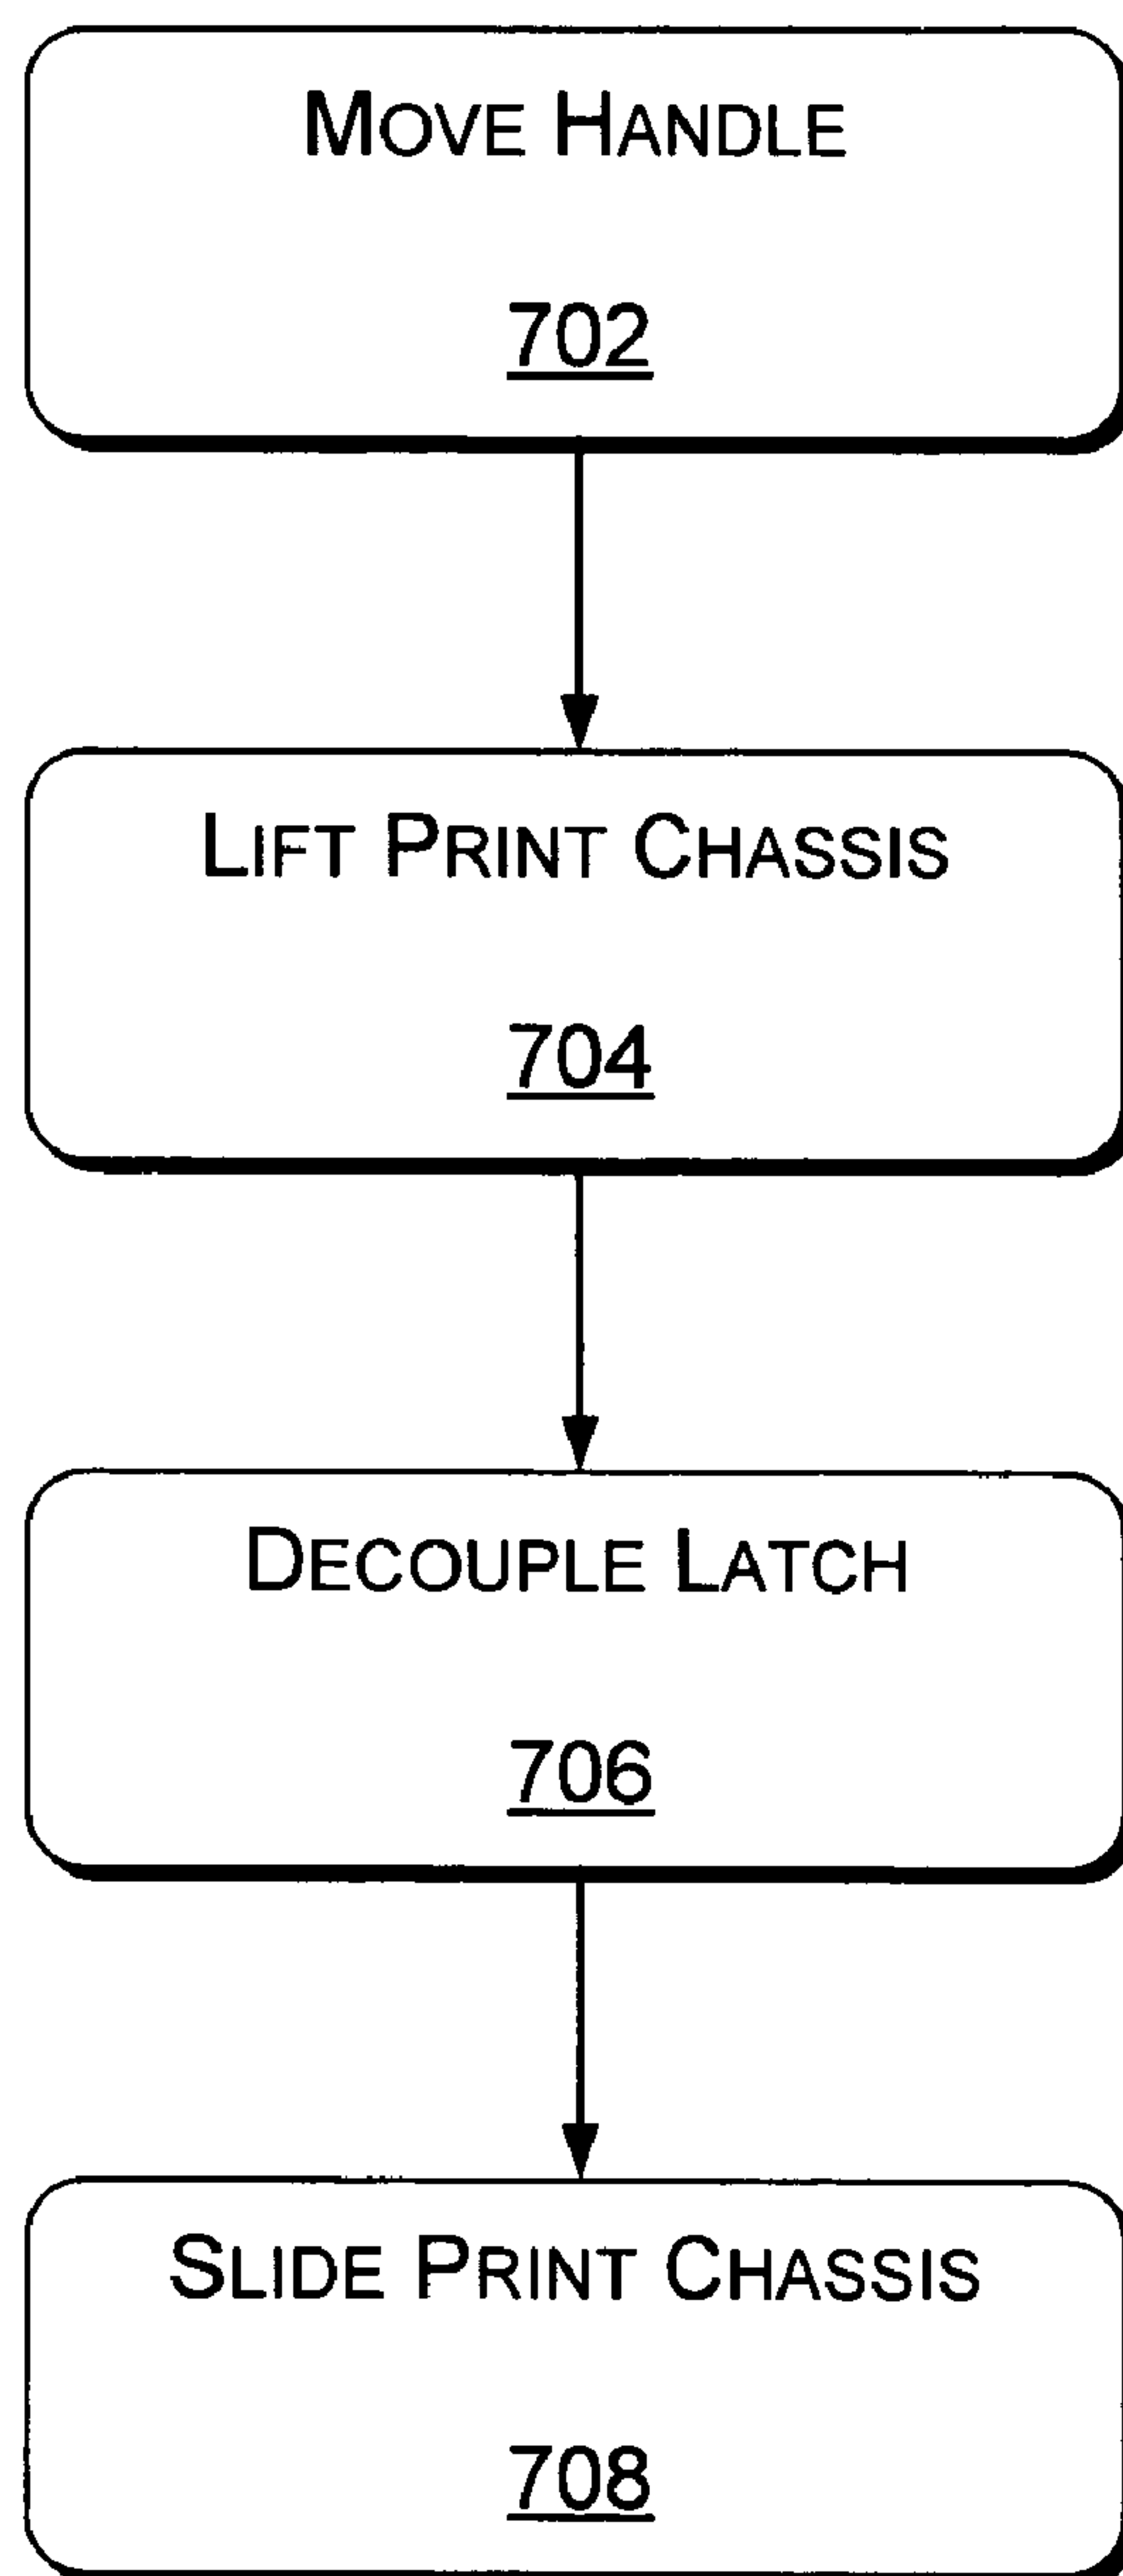 MOVE HANDLE
702
LIFT PRINT CHASSIS
704
DECOUPLE LATCH
706
SLIDE PRINT CHASSIS
708